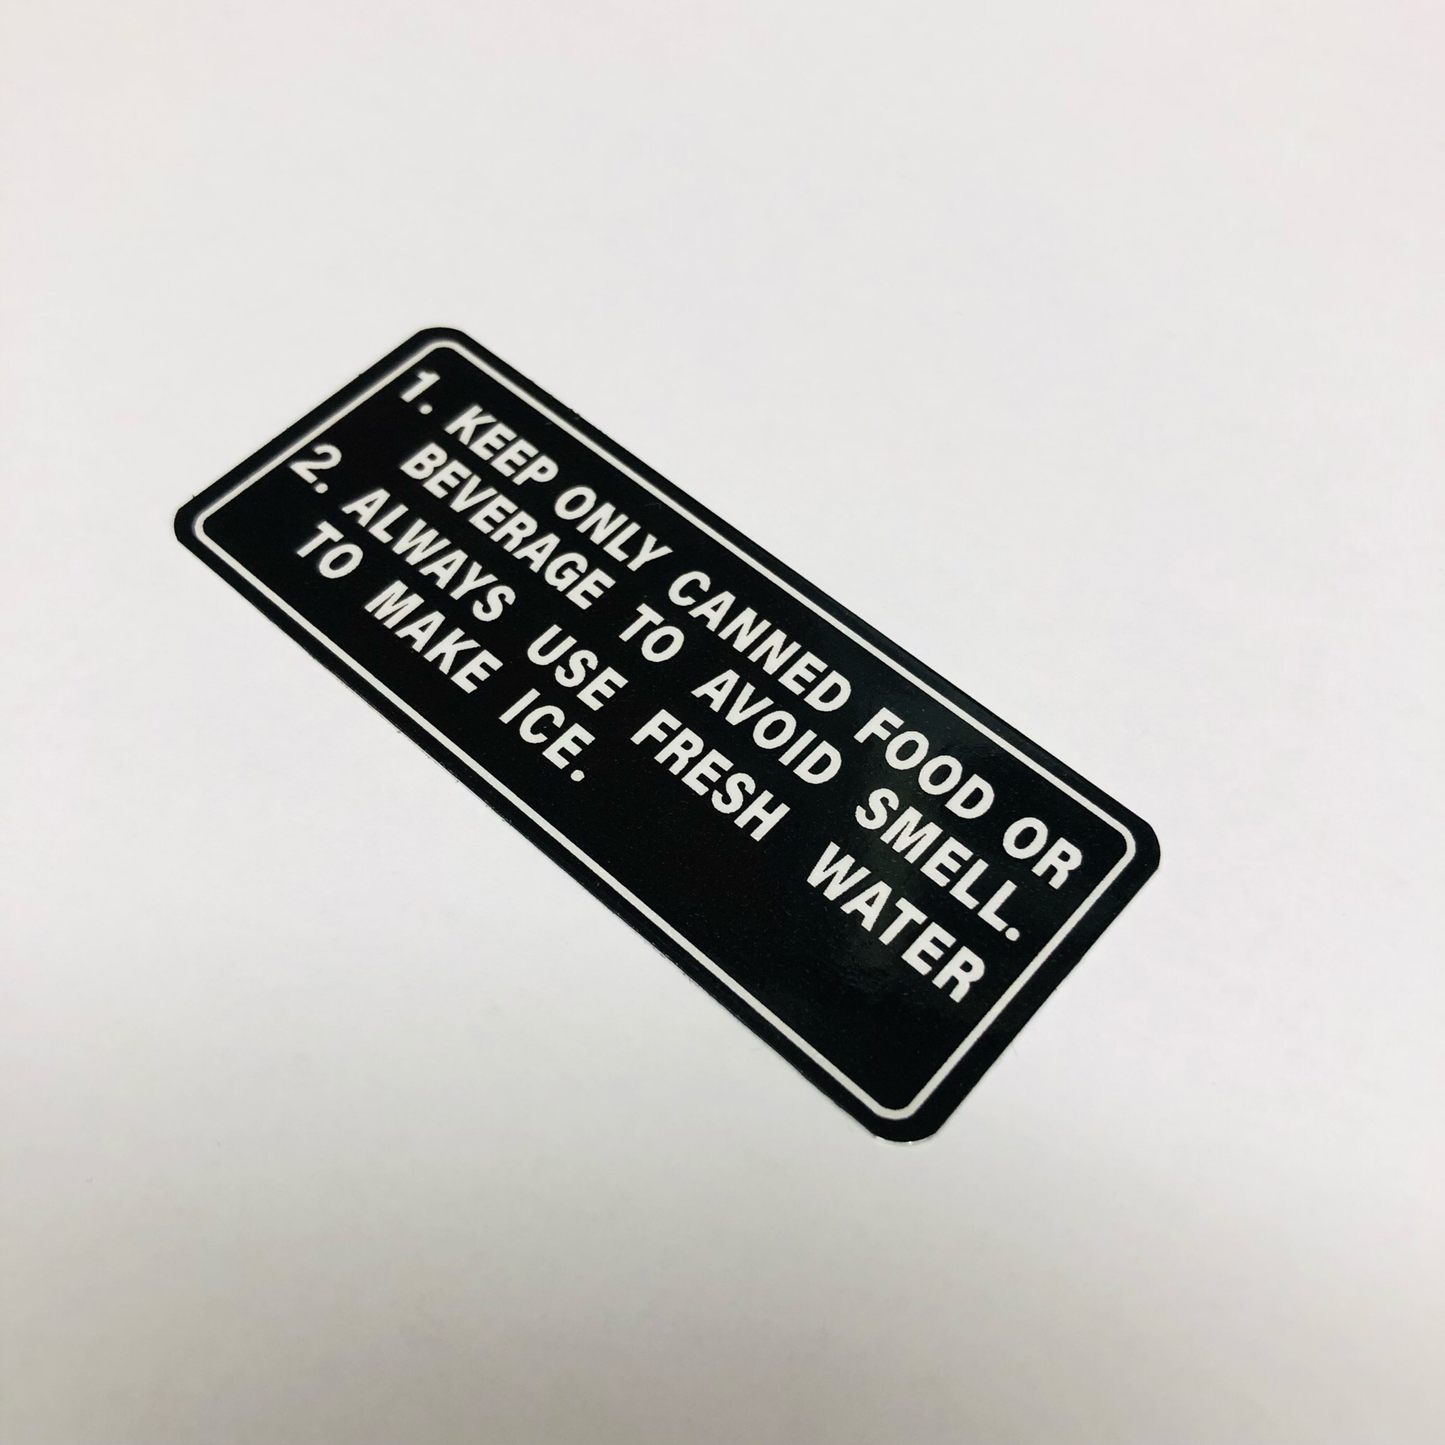 1. KEEP ONLY CANNED FOOD OR
BEVERAGE TO AVOID SMELL.
2. ALWAYS USE FRESH WATER
TO MAKE ICE.